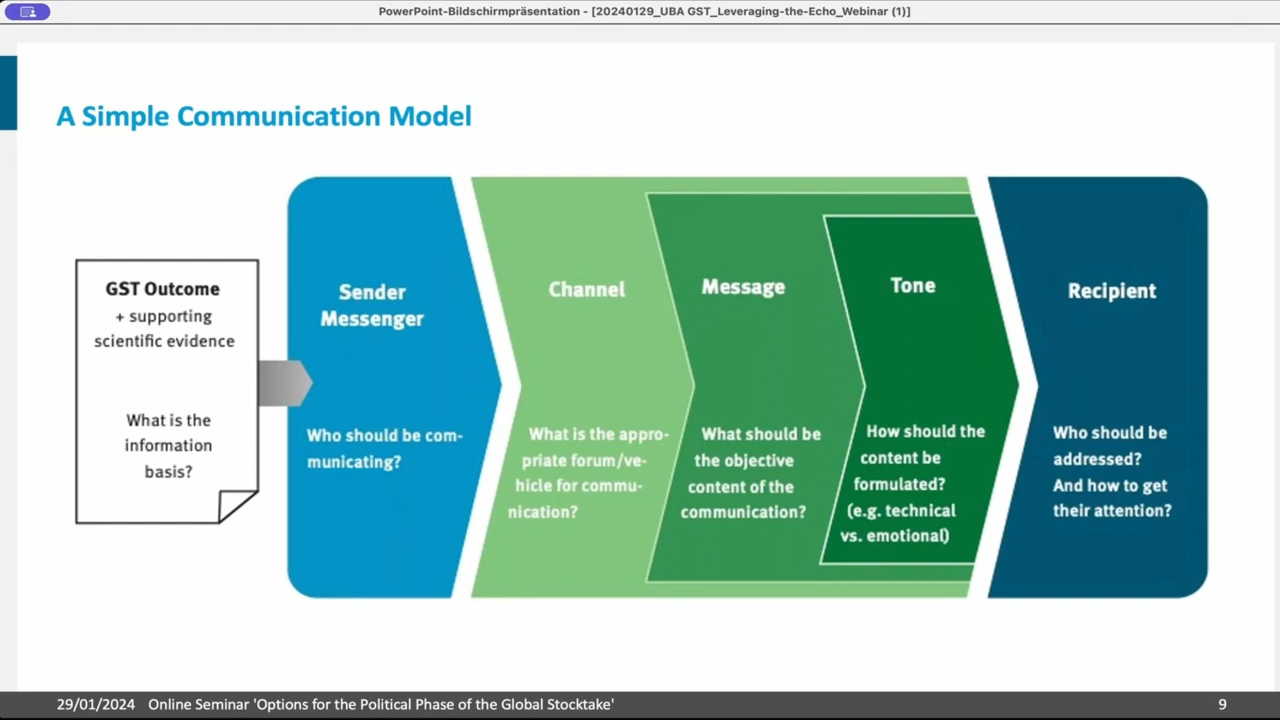 PowerPoint-Bildschirmpräsentation - [20240129_UBA GST_Leveraging-the-Echo_Webinar (1)]
A Simple Communication Model
GST Outcome
+ supporting
scientific evidence
What is the
information
basis?
Sender
Messenger
Who should be com-
municating?
Channel
What is the appro-
priate forum/ve-
hicle for commu-
nication?
Message
What should be
the objective
content of the
communication?
Tone
How should the
content be
formulated?
(e.g. technical
vs. emotional)
Recipient
Who should be
addressed?
And how to get
their attention?
29/01/2024 Online Seminar 'Options for the Political Phase of the Global Stocktake' 9